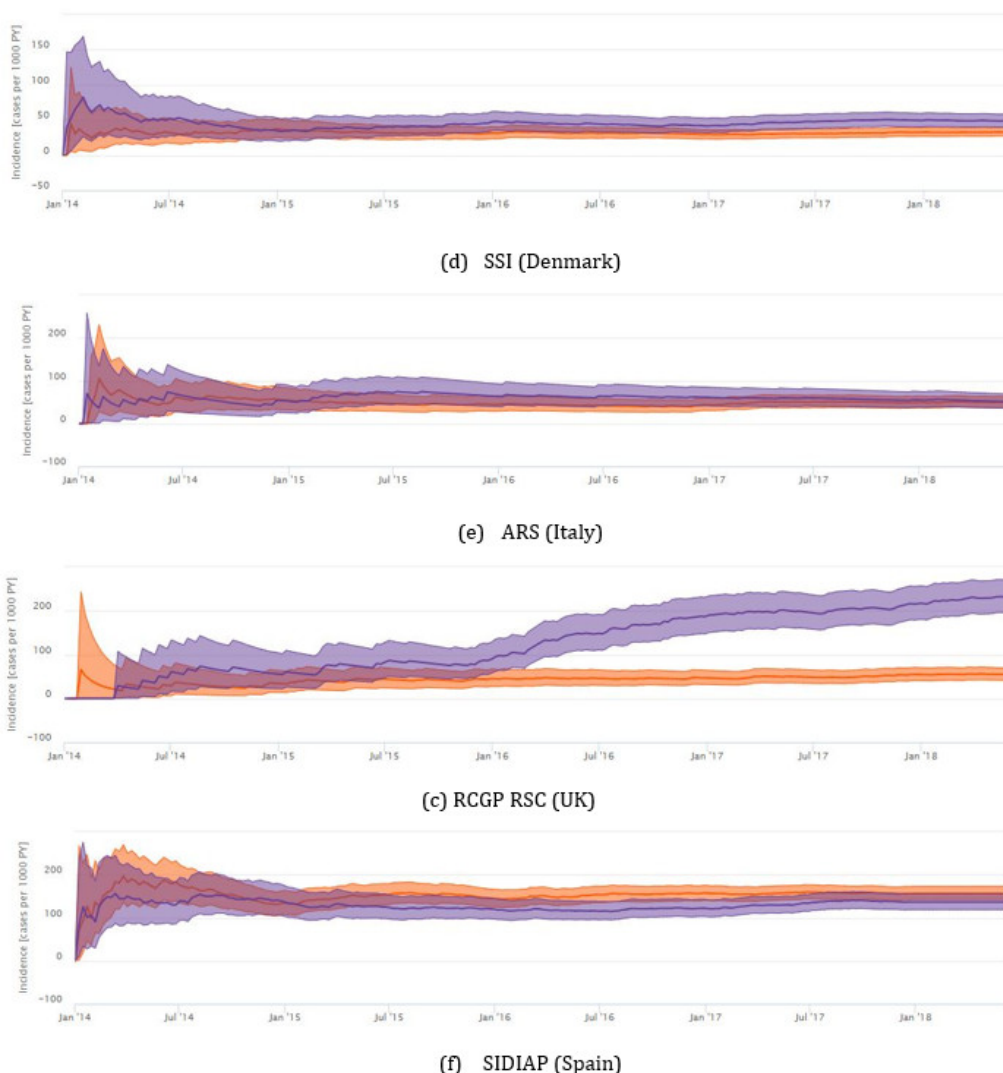 Incidence [cases per 1000 PY]
150
100
50
0
-50
Jan '14 Jul '14 Jan '15 Jul '15 Jan '16 Jul '16 Jan '17 Jul '17 Jan '18
(d) SSI (Denmark)
Incidence [cases per 1000 PY]
200
100
0
-100
Jan '14 Jul '14 Jan '15 Jul '15 Jan '16 Jul '16 Jan '17 Jul '17 Jan '18
(e) ARS (Italy)
Incidence [cases per 1000 PY]
200
100
0
-100
Jan '14 Jul '14 Jan '15 Jul '15 Jan '16 Jul '16 Jan '17 Jul '17 Jan '18
(c) RCGP RSC (UK)
Incidence [cases per 1000 PY]
200
100
0
-100
Jan '14 Jul '14 Jan '15 Jul '15 Jan '16 Jul '16 Jan '17 Jul '17 Jan '18
(f) SIDIAP (Spain)